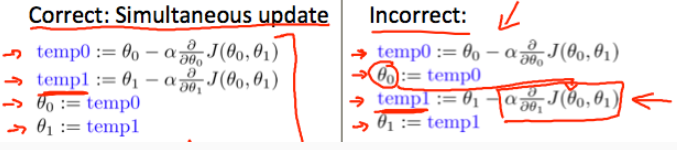 Correct: Simultaneous update
temp0 := θ₀ − α ∂/∂θ₀ J(θ₀, θ₁)
temp1 := θ₁ − α ∂/∂θ₁ J(θ₀, θ₁)
θ₀ := temp0
θ₁ := temp1
Incorrect:
temp0 := θ₀ − α ∂/∂θ₀ J(θ₀, θ₁)
θ₀ := temp0
temp1 := θ₁ − α ∂/∂θ₁ J(θ₀, θ₁)
θ₁ := temp1